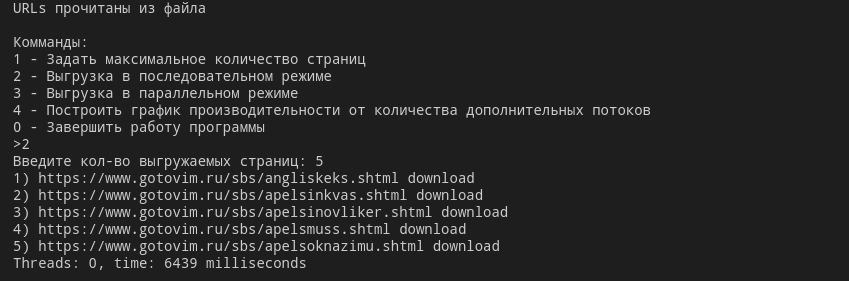 URLs прочитаны из файла
Комманды:
1 - Задать максимальное количество страниц
2 - Выгрузка в последовательном режиме
3 - Выгрузка в параллельном режиме
4 - Построить график производительности от количества дополнительных потоков
0 - Завершить работу программы
>2
Введите кол-во выгружаемых страниц: 5
1) https://www.gotovim.ru/sbs/angliskeks.shtml download
2) https://www.gotovim.ru/sbs/apelsinkvas.shtml download
3) https://www.gotovim.ru/sbs/apelsinovliker.shtml download
4) https://www.gotovim.ru/sbs/apelsmuss.shtml download
5) https://www.gotovim.ru/sbs/apelsoknazimu.shtml download
Threads: 0, time: 6439 milliseconds